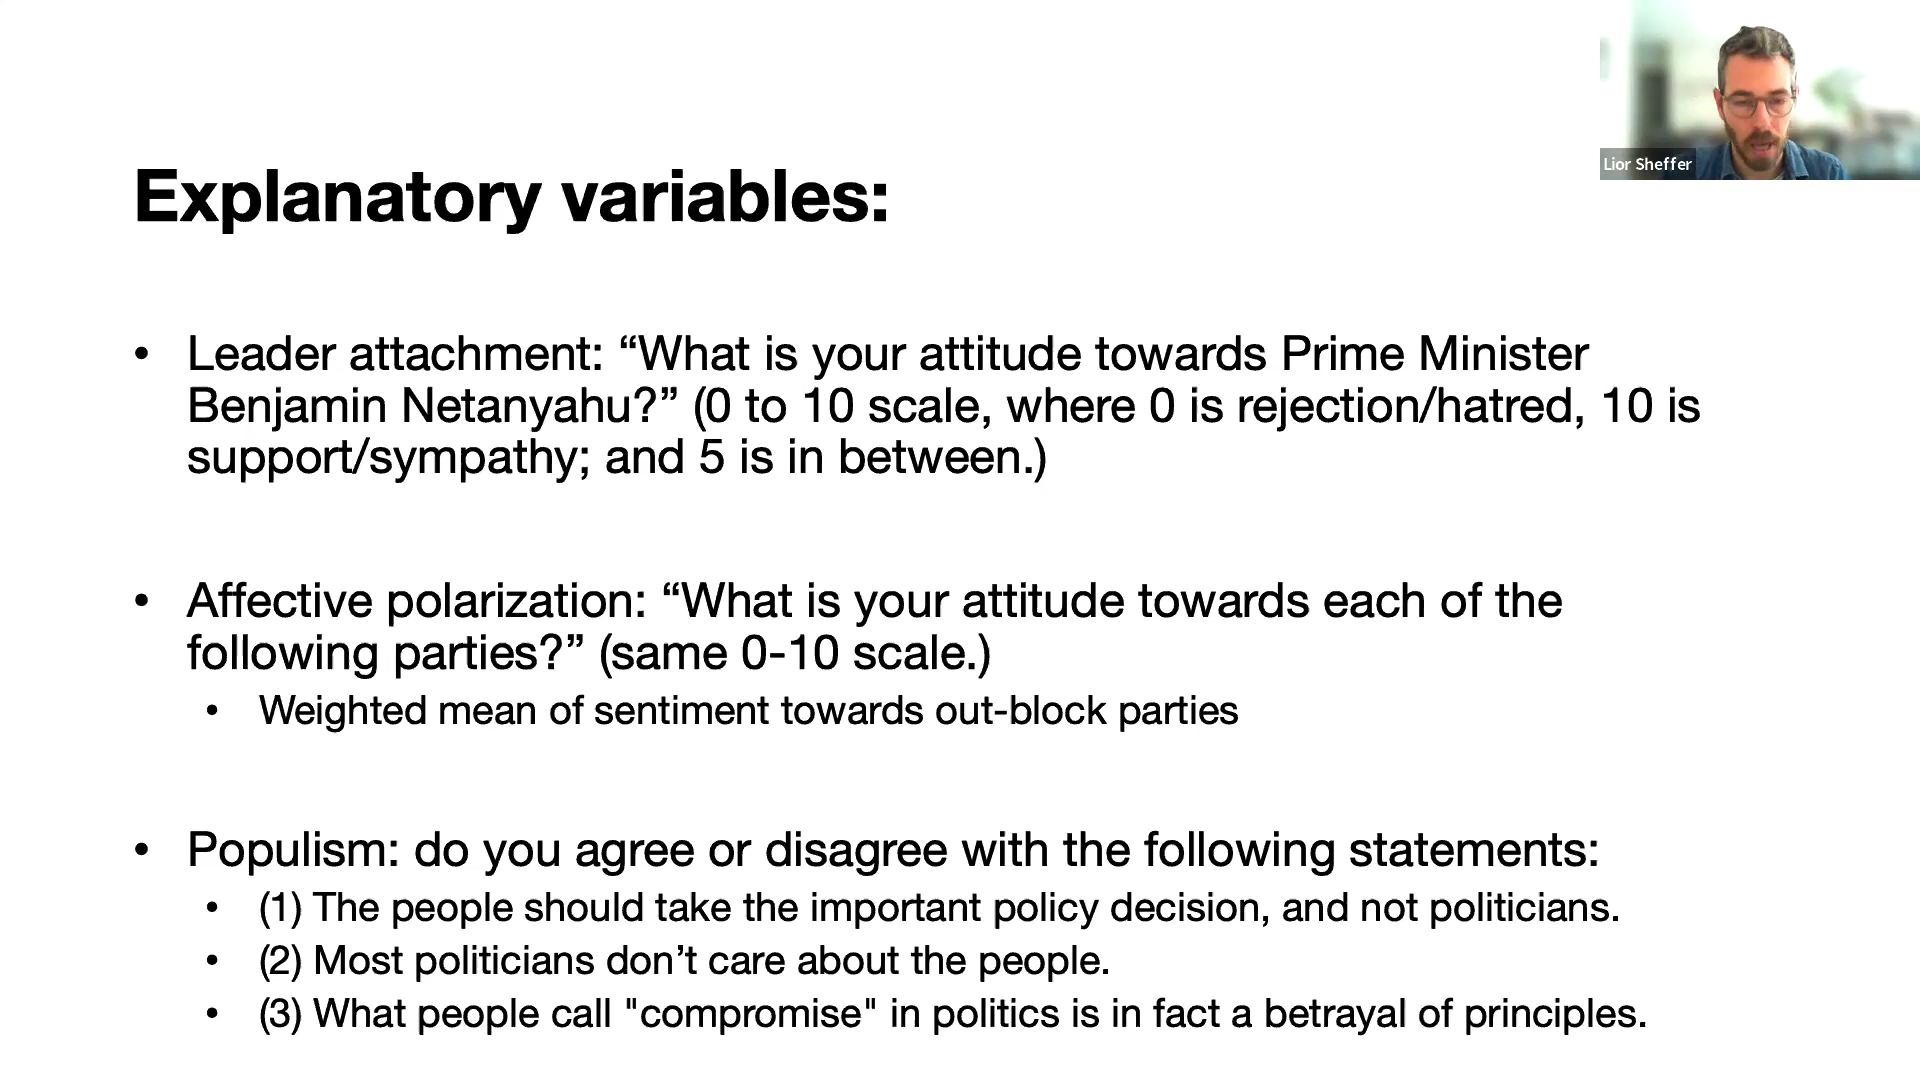 Lior Sheffer
Explanatory variables:
• Leader attachment: “What is your attitude towards Prime Minister
Benjamin Netanyahu?” (0 to 10 scale, where 0 is rejection/hatred, 10 is
support/sympathy; and 5 is in between.)
• Affective polarization: “What is your attitude towards each of the
following parties?” (same 0-10 scale.)
• Weighted mean of sentiment towards out-block parties
• Populism: do you agree or disagree with the following statements:
• (1) The people should take the important policy decision, and not politicians.
• (2) Most politicians don’t care about the people.
• (3) What people call "compromise" in politics is in fact a betrayal of principles.